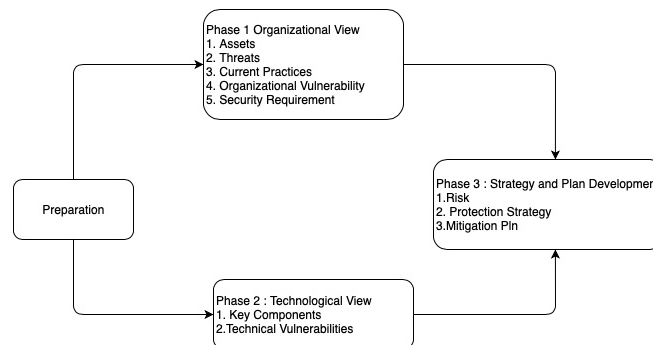 Phase 1 Organizational View
1. Assets
2. Threats
3. Current Practices
4. Organizational Vulnerability
5. Security Requirement
Preparation
Phase 3 : Strategy and Plan Developmer
1.Risk
2. Protection Strategy
3.Mitigation Pln
Phase 2 : Technological View
1. Key Components
2.Technical Vulnerabilities